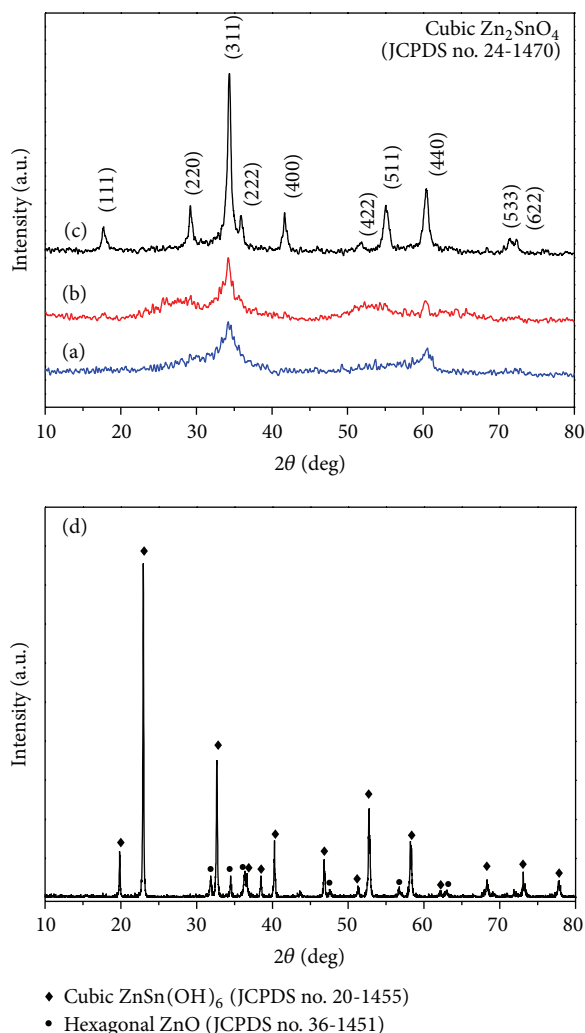 Cubic Zn₂SnO₄
(JCPDS no. 24-1470)
(111)
(220)
(311)
(222)
(400)
(422)
(511)
(440)
(533)
(622)
(c)
(b)
(a)
Intensity (a.u.)
10 20 30 40 50 60 70 80
2θ (deg)
(d)
Intensity (a.u.)
10 20 30 40 50 60 70 80
2θ (deg)
♦ Cubic ZnSn(OH)₆ (JCPDS no. 20-1455)
• Hexagonal ZnO (JCPDS no. 36-1451)